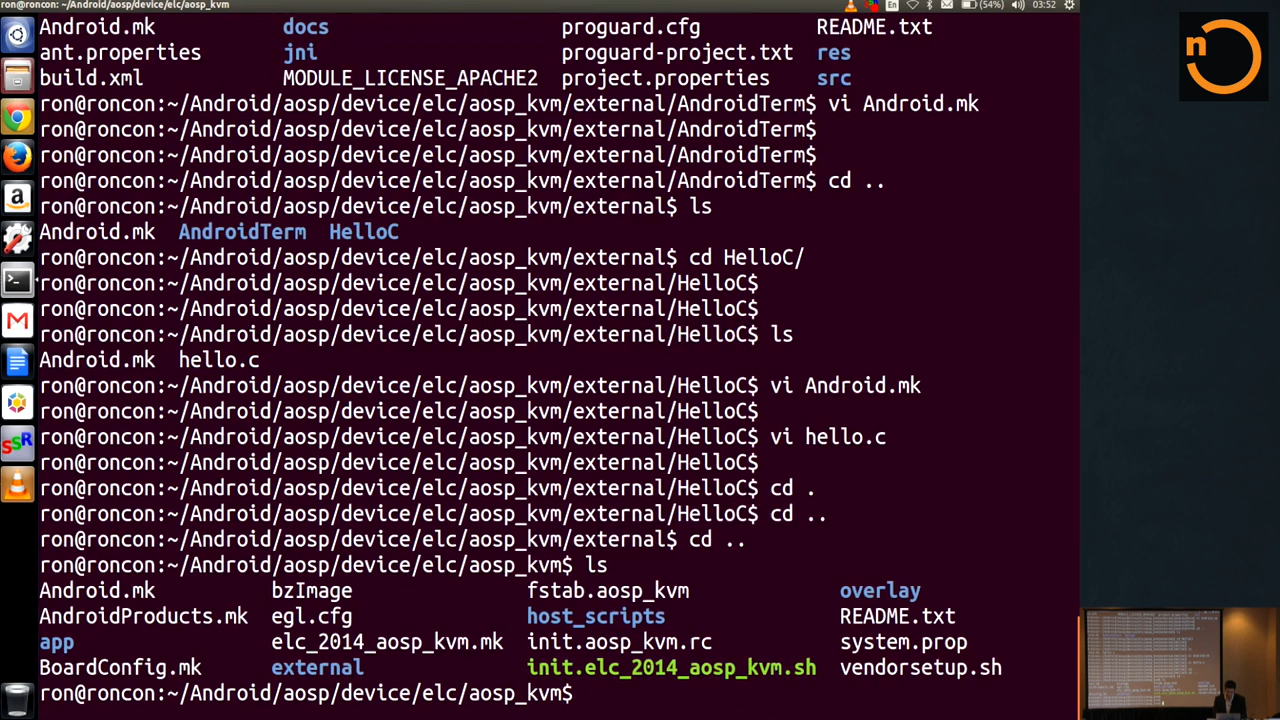 ron@roncon: ~/Android/aosp/device/elc/aosp_kvm En (54%) 03:52
Android.mk docs proguard.cfg README.txt
ant.properties jni proguard-project.txt res
build.xml MODULE_LICENSE_APACHE2 project.properties src
ron@roncon:~/Android/aosp/device/elc/aosp_kvm/external/AndroidTerm$ vi Android.mk
ron@roncon:~/Android/aosp/device/elc/aosp_kvm/external/AndroidTerm$
ron@roncon:~/Android/aosp/device/elc/aosp_kvm/external/AndroidTerm$
ron@roncon:~/Android/aosp/device/elc/aosp_kvm/external/AndroidTerm$ cd ..
ron@roncon:~/Android/aosp/device/elc/aosp_kvm/external$ ls
Android.mk AndroidTerm HelloC
ron@roncon:~/Android/aosp/device/elc/aosp_kvm/external$ cd HelloC/
ron@roncon:~/Android/aosp/device/elc/aosp_kvm/external/HelloC$
ron@roncon:~/Android/aosp/device/elc/aosp_kvm/external/HelloC$
ron@roncon:~/Android/aosp/device/elc/aosp_kvm/external/HelloC$ ls
Android.mk hello.c
ron@roncon:~/Android/aosp/device/elc/aosp_kvm/external/HelloC$ vi Android.mk
ron@roncon:~/Android/aosp/device/elc/aosp_kvm/external/HelloC$
ron@roncon:~/Android/aosp/device/elc/aosp_kvm/external/HelloC$ vi hello.c
ron@roncon:~/Android/aosp/device/elc/aosp_kvm/external/HelloC$
ron@roncon:~/Android/aosp/device/elc/aosp_kvm/external/HelloC$ cd .
ron@roncon:~/Android/aosp/device/elc/aosp_kvm/external/HelloC$ cd ..
ron@roncon:~/Android/aosp/device/elc/aosp_kvm/external$ cd ..
ron@roncon:~/Android/aosp/device/elc/aosp_kvm$ ls
Android.mk bzImage fstab.aosp_kvm overlay
AndroidProducts.mk egl.cfg host_scripts README.txt
app elc_2014_aosp_kvm.mk init.aosp_kvm.rc system.prop
BoardConfig.mk external init.elc_2014_aosp_kvm.sh vendorsetup.sh
ron@roncon:~/Android/aosp/device/elc/aosp_kvm$
n
SSR